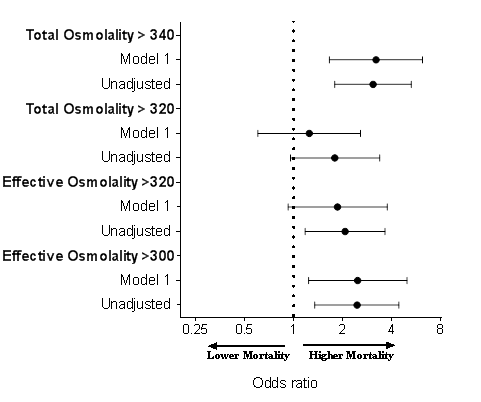 Total Osmolality > 340
Model 1
Unadjusted
Total Osmolality > 320
Model 1
Unadjusted
Effective Osmolality >320
Model 1
Unadjusted
Effective Osmolality >300
Model 1
Unadjusted
0.25 0.5 1 2 4 8
Lower Mortality Higher Mortality
Odds ratio